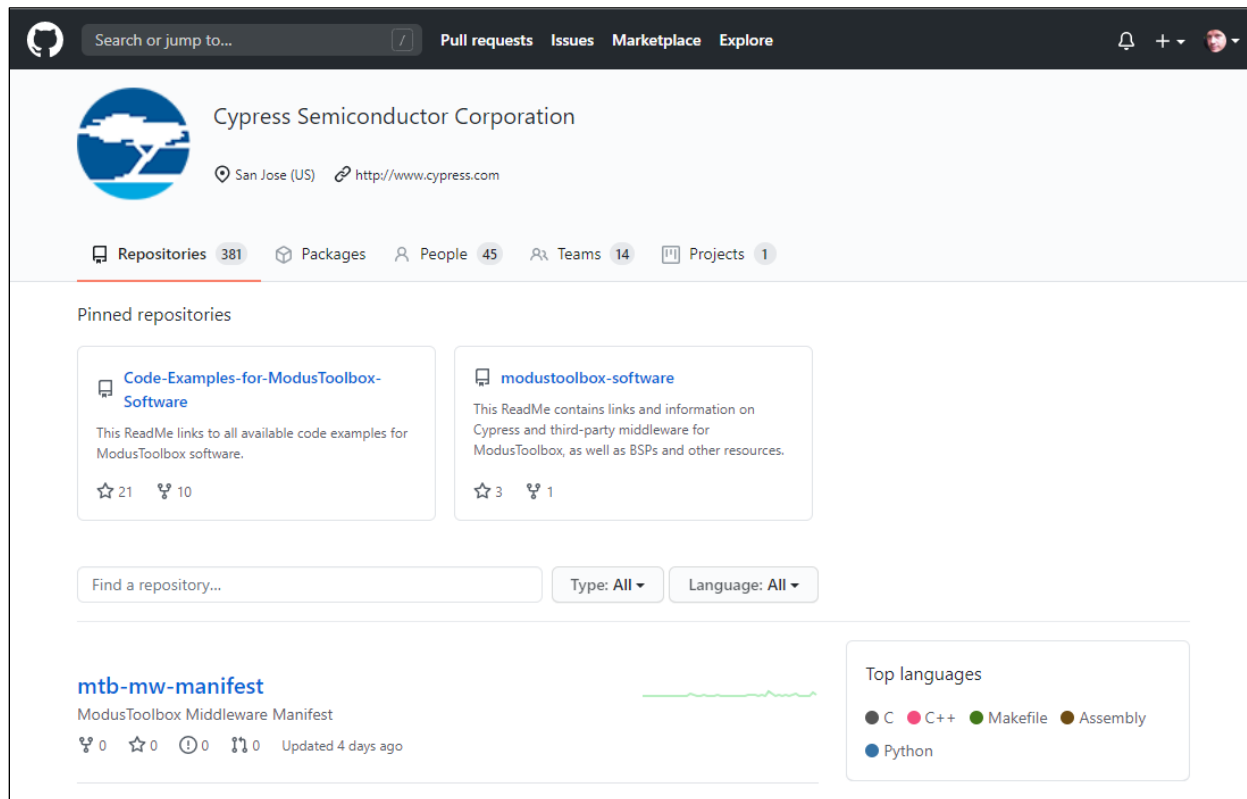 Search or jump to... /
Pull requests Issues Marketplace Explore
Cypress Semiconductor Corporation
San Jose (US) http://www.cypress.com
Repositories 381 Packages People 45 Teams 14 Projects 1
Pinned repositories
Code-Examples-for-ModusToolbox-
Software
This ReadMe links to all available code examples for
ModusToolbox software.
21 10
modustoolbox-software
This ReadMe contains links and information on
Cypress and third-party middleware for
ModusToolbox, as well as BSPs and other resources.
3 1
Find a repository... Type: All Language: All
mtb-mw-manifest
ModusToolbox Middleware Manifest
0 0 0 0 Updated 4 days ago
Top languages
C C++ Makefile Assembly
Python